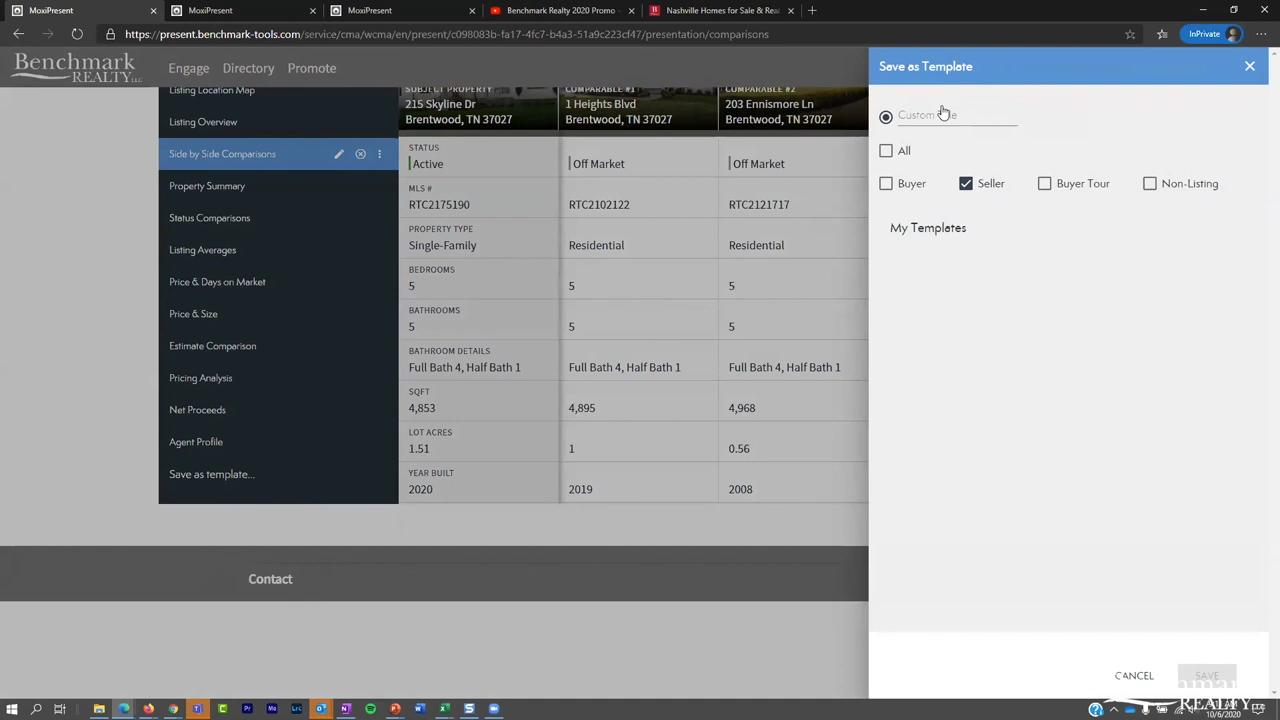 MoxiPresent
MoxiPresent
MoxiPresent
Benchmark Realty 2020 Promo -
Nashville Homes for Sale & Real
https://present.benchmark-tools.com/service/cma/wcma/en/present/c098083b-a17f-67c9-b4a3-51a9c223cf47/presentation/comparisons
InPrivate
Benchmark
REALTY LLC
Engage
Directory
Promote
Listing Location Map
Listing Overview
Side by Side Comparisons
Property Summary
Status Comparisons
Listing Averages
Price & Days on Market
Price & Size
Estimate Comparison
Pricing Analysis
Net Proceeds
Agent Profile
Save as template...
SUBJECT PROPERTY
215 Skyline Dr
Brentwood, TN 37027
COMPARABLE #1
1 Heights Blvd
Brentwood, TN 37027
COMPARABLE #2
203 Ennismore Ln
Brentwood, TN 37027
STATUS
Active
Off Market
Off Market
MLS #
RTC2175190
RTC2102122
RTC2121717
PROPERTY TYPE
Single-Family
Residential
Residential
BEDROOMS
5
5
5
BATHROOMS
5
5
5
BATHROOM DETAILS
Full Bath 4, Half Bath 1
Full Bath 4, Half Bath 1
Full Bath 4, Half Bath 1
SQFT
4,853
4,895
4,968
LOT ACRES
1.51
1
0.56
YEAR BUILT
2020
2019
2008
Contact
Save as Template
Custom
All
Buyer
Seller
Buyer Tour
Non-Listing
My Templates
CANCEL
SAVE
REALTY
10/6/2020